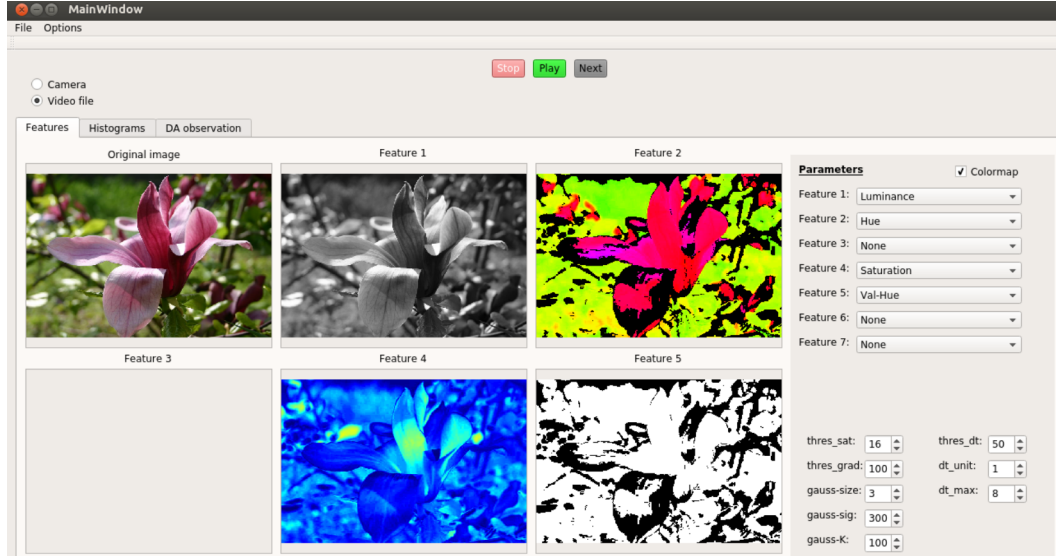 MainWindow
File Options
Stop Play Next
Camera
Video file
Features Histograms DA observation
Original image Feature 1 Feature 2
Parameters Colormap
Feature 1: Luminance
Feature 2: Hue
Feature 3: None
Feature 4: Saturation
Feature 5: Val-Hue
Feature 6: None
Feature 7: None
Feature 3 Feature 4 Feature 5
thres_sat: 16 thres_dt: 50
thres_grad: 100 dt_unit: 1
gauss-size: 3 dt_max: 8
gauss-sig: 300
gauss-K: 100